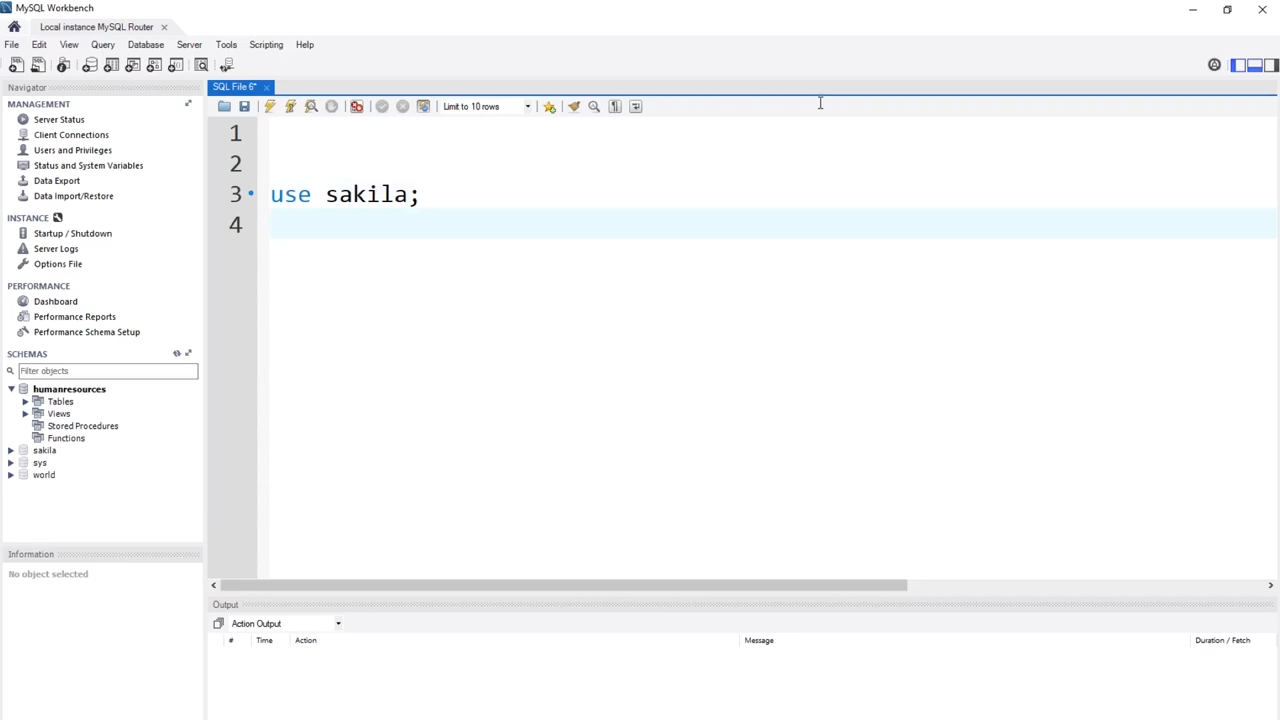 MySQL Workbench
Local instance MySQL Router
File Edit View Query Database Server Tools Scripting Help
Navigator
MANAGEMENT
Server Status
Client Connections
Users and Privileges
Status and System Variables
Data Export
Data Import/Restore
INSTANCE
Startup / Shutdown
Server Logs
Options File
PERFORMANCE
Dashboard
Performance Reports
Performance Schema Setup
SCHEMAS
Filter objects
humanresources
Tables
Views
Stored Procedures
Functions
sakila
sys
world
Information
No object selected
SQL File 6*
Limit to 10 rows
1
2
3 use sakila;
4
Output
Action Output
# Time Action Message Duration / Fetch